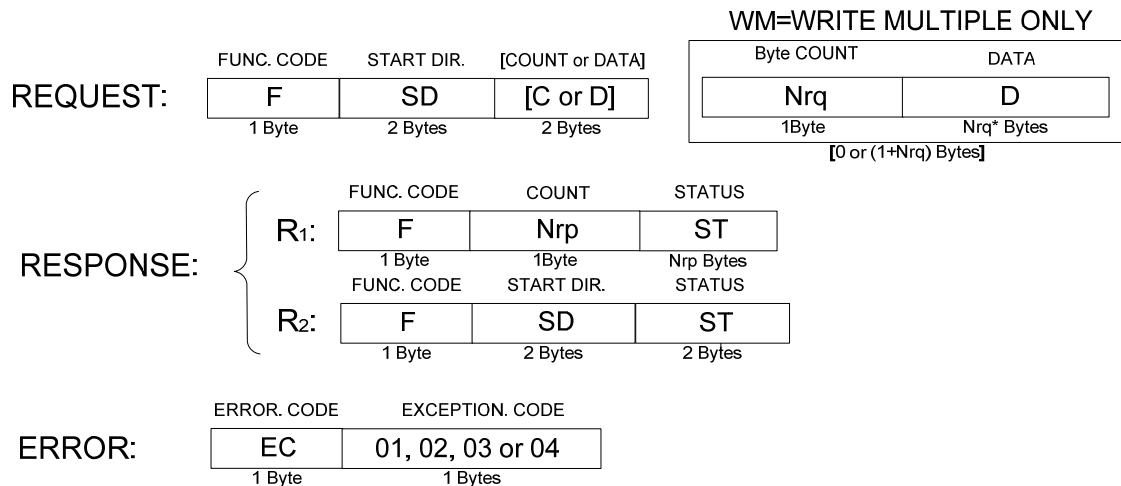 WM=WRITE MULTIPLE ONLY
FUNC. CODE START DIR. [COUNT or DATA] Byte COUNT DATA
REQUEST: F SD [C or D] Nrq D
1 Byte 2 Bytes 2 Bytes 1Byte Nrq* Bytes
[0 or (1+Nrq) Bytes]
FUNC. CODE COUNT STATUS
R1: F Nrp ST
1 Byte 1Byte Nrp Bytes
RESPONSE:
FUNC. CODE START DIR. STATUS
R2: F SD ST
1 Byte 2 Bytes 2 Bytes
ERROR. CODE EXCEPTION. CODE
ERROR: EC 01, 02, 03 or 04
1 Byte 1 Bytes